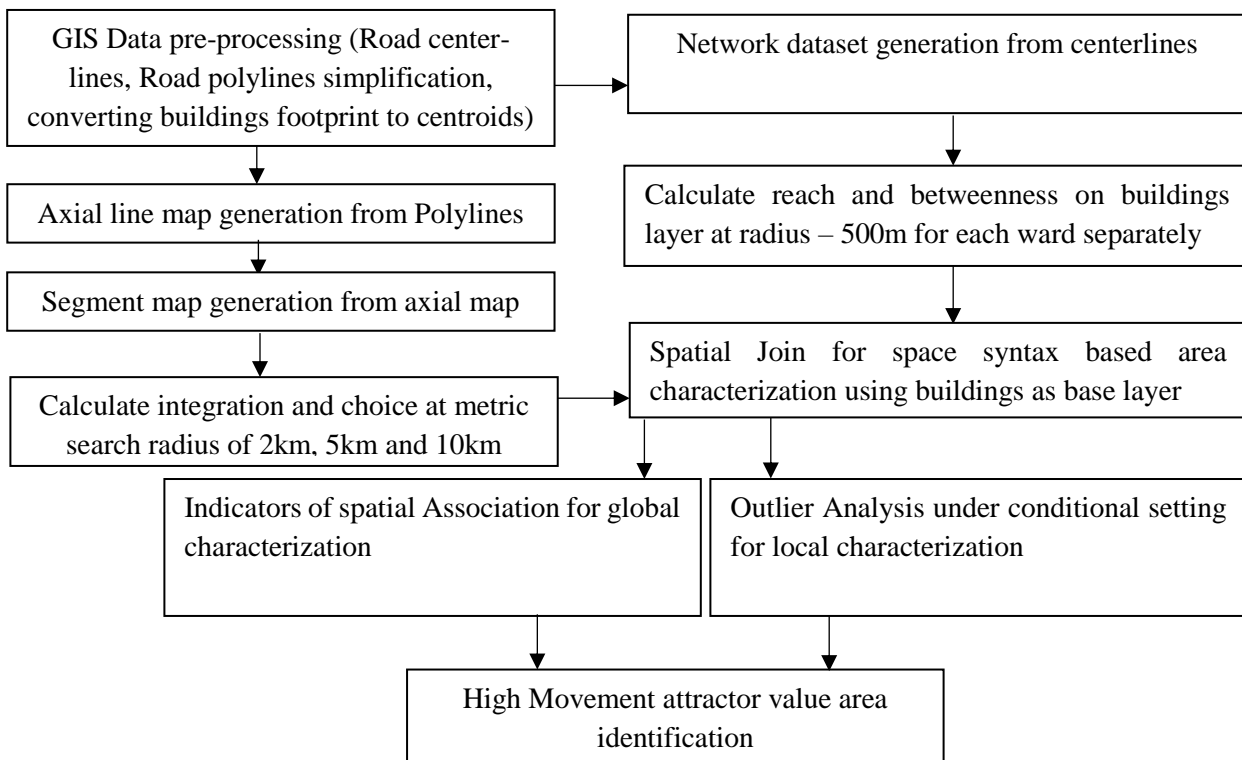 GIS Data pre-processing (Road center-
lines, Road polylines simplification,
converting buildings footprint to centroids)
Network dataset generation from centerlines
Axial line map generation from Polylines
Calculate reach and betweenness on buildings
layer at radius – 500m for each ward separately
Segment map generation from axial map
Spatial Join for space syntax based area
characterization using buildings as base layer
Calculate integration and choice at metric
search radius of 2km, 5km and 10km
Indicators of spatial Association for global
characterization
Outlier Analysis under conditional setting
for local characterization
High Movement attractor value area
identification